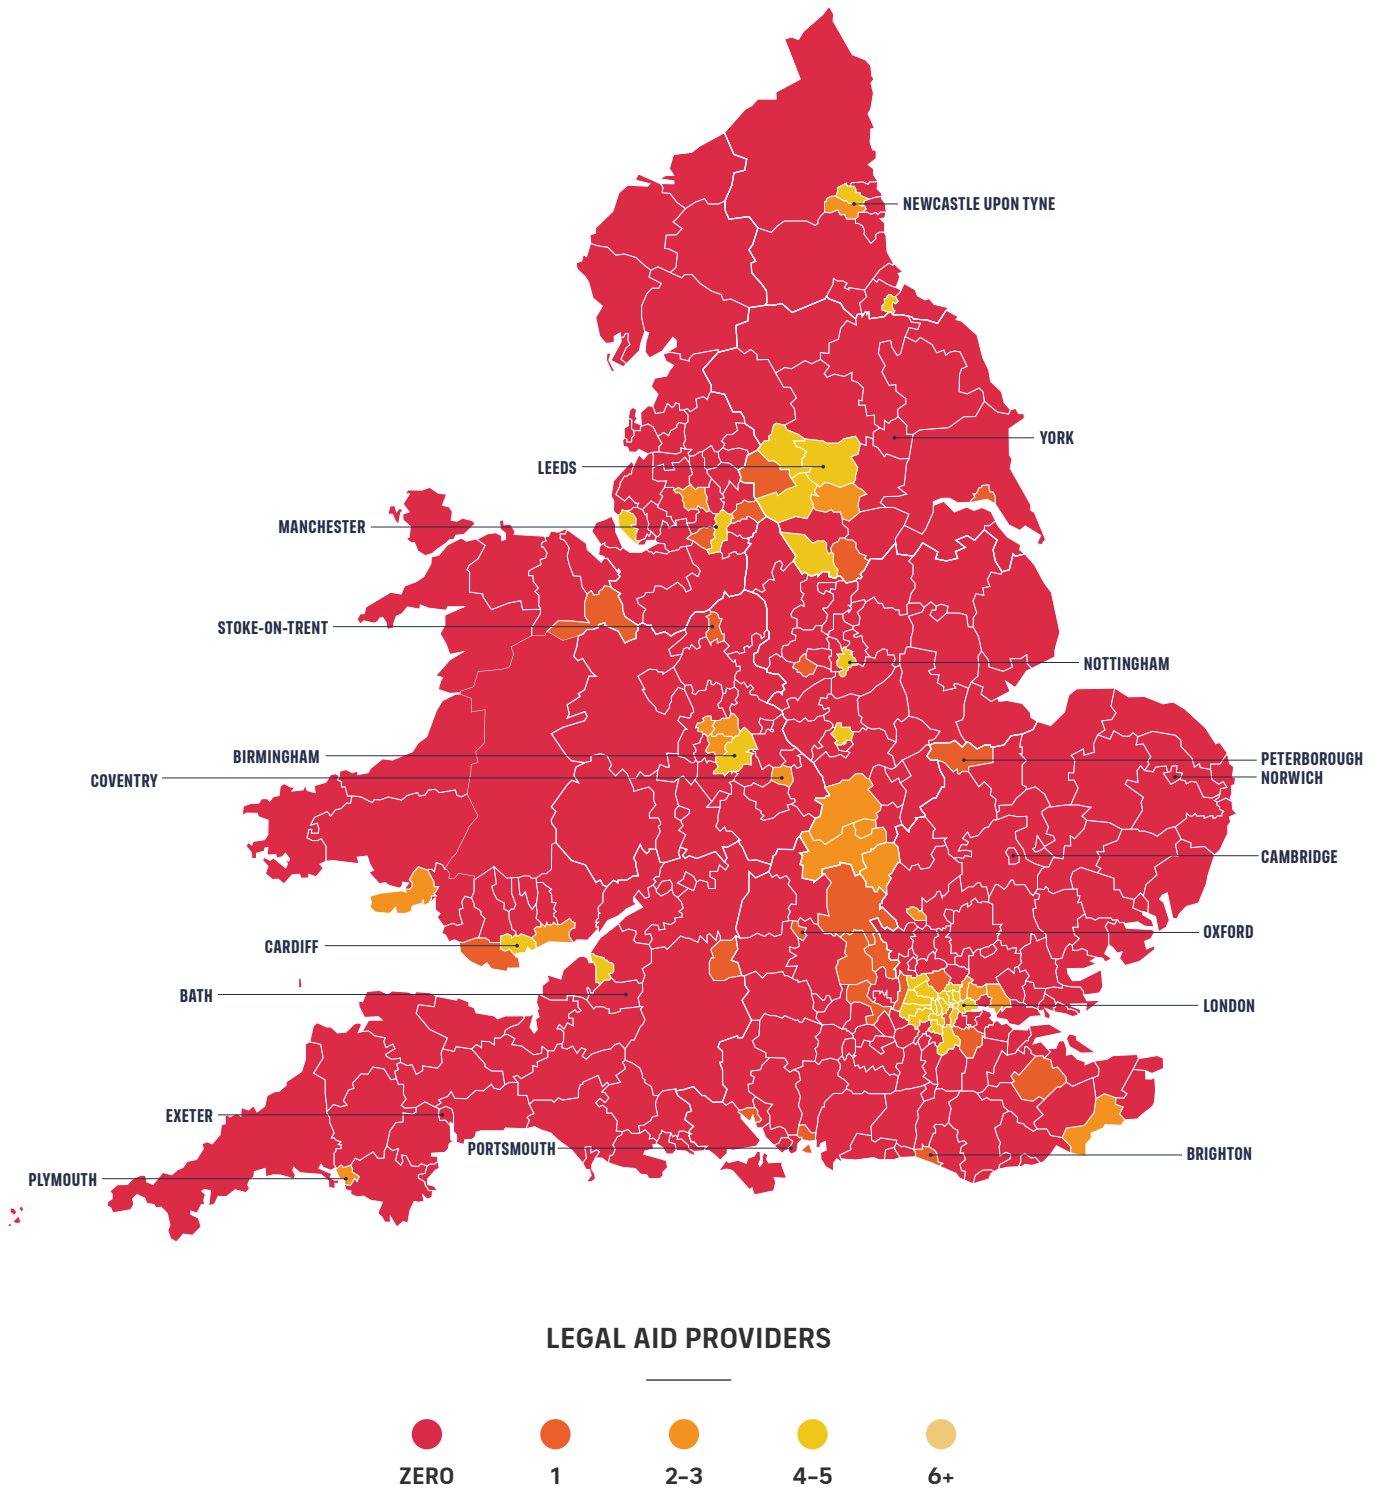 NEWCASTLE UPON TYNE
YORK
LEEDS
MANCHESTER
STOKE-ON-TRENT
NOTTINGHAM
BIRMINGHAM
PETERBOROUGH
COVENTRY
NORWICH
CAMBRIDGE
OXFORD
CARDIFF
BATH
LONDON
EXETER
PORTSMOUTH
BRIGHTON
PLYMOUTH
LEGAL AID PROVIDERS
ZERO
1
2–3
4–5
6+